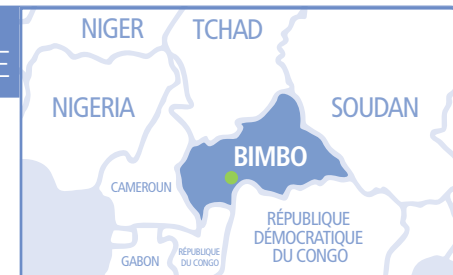 NIGER
TCHAD
E
NIGERIA
SOUDAN
BIMBO
CAMEROUN
RÉPUBLIQUE
DÉMOCRATIQUE
DU CONGO
RÉPUBLIQUE
DU CONGO
GABON